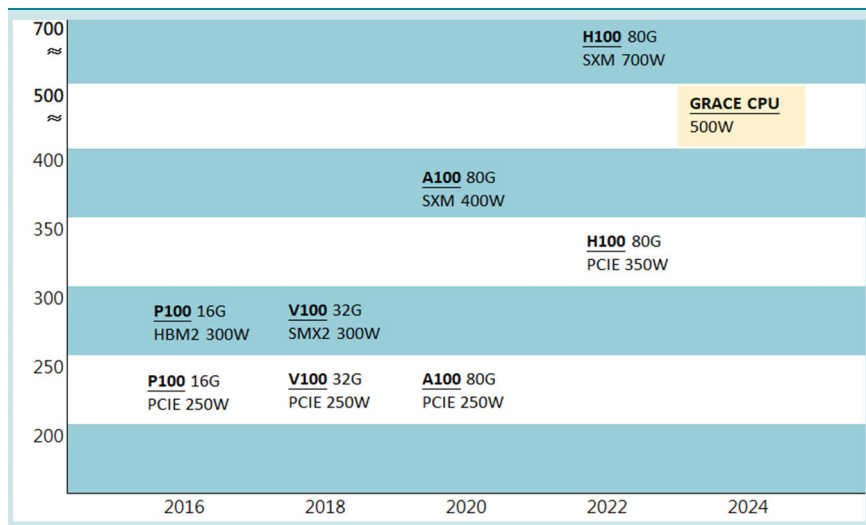 700
≈
H100 80G
SXM 700W
500
≈
GRACE CPU
500W
400
A100 80G
SXM 400W
350
H100 80G
PCIE 350W
300
P100 16G
HBM2 300W
V100 32G
SMX2 300W
250
P100 16G
PCIE 250W
V100 32G
PCIE 250W
A100 80G
PCIE 250W
200
2016 2018 2020 2022 2024